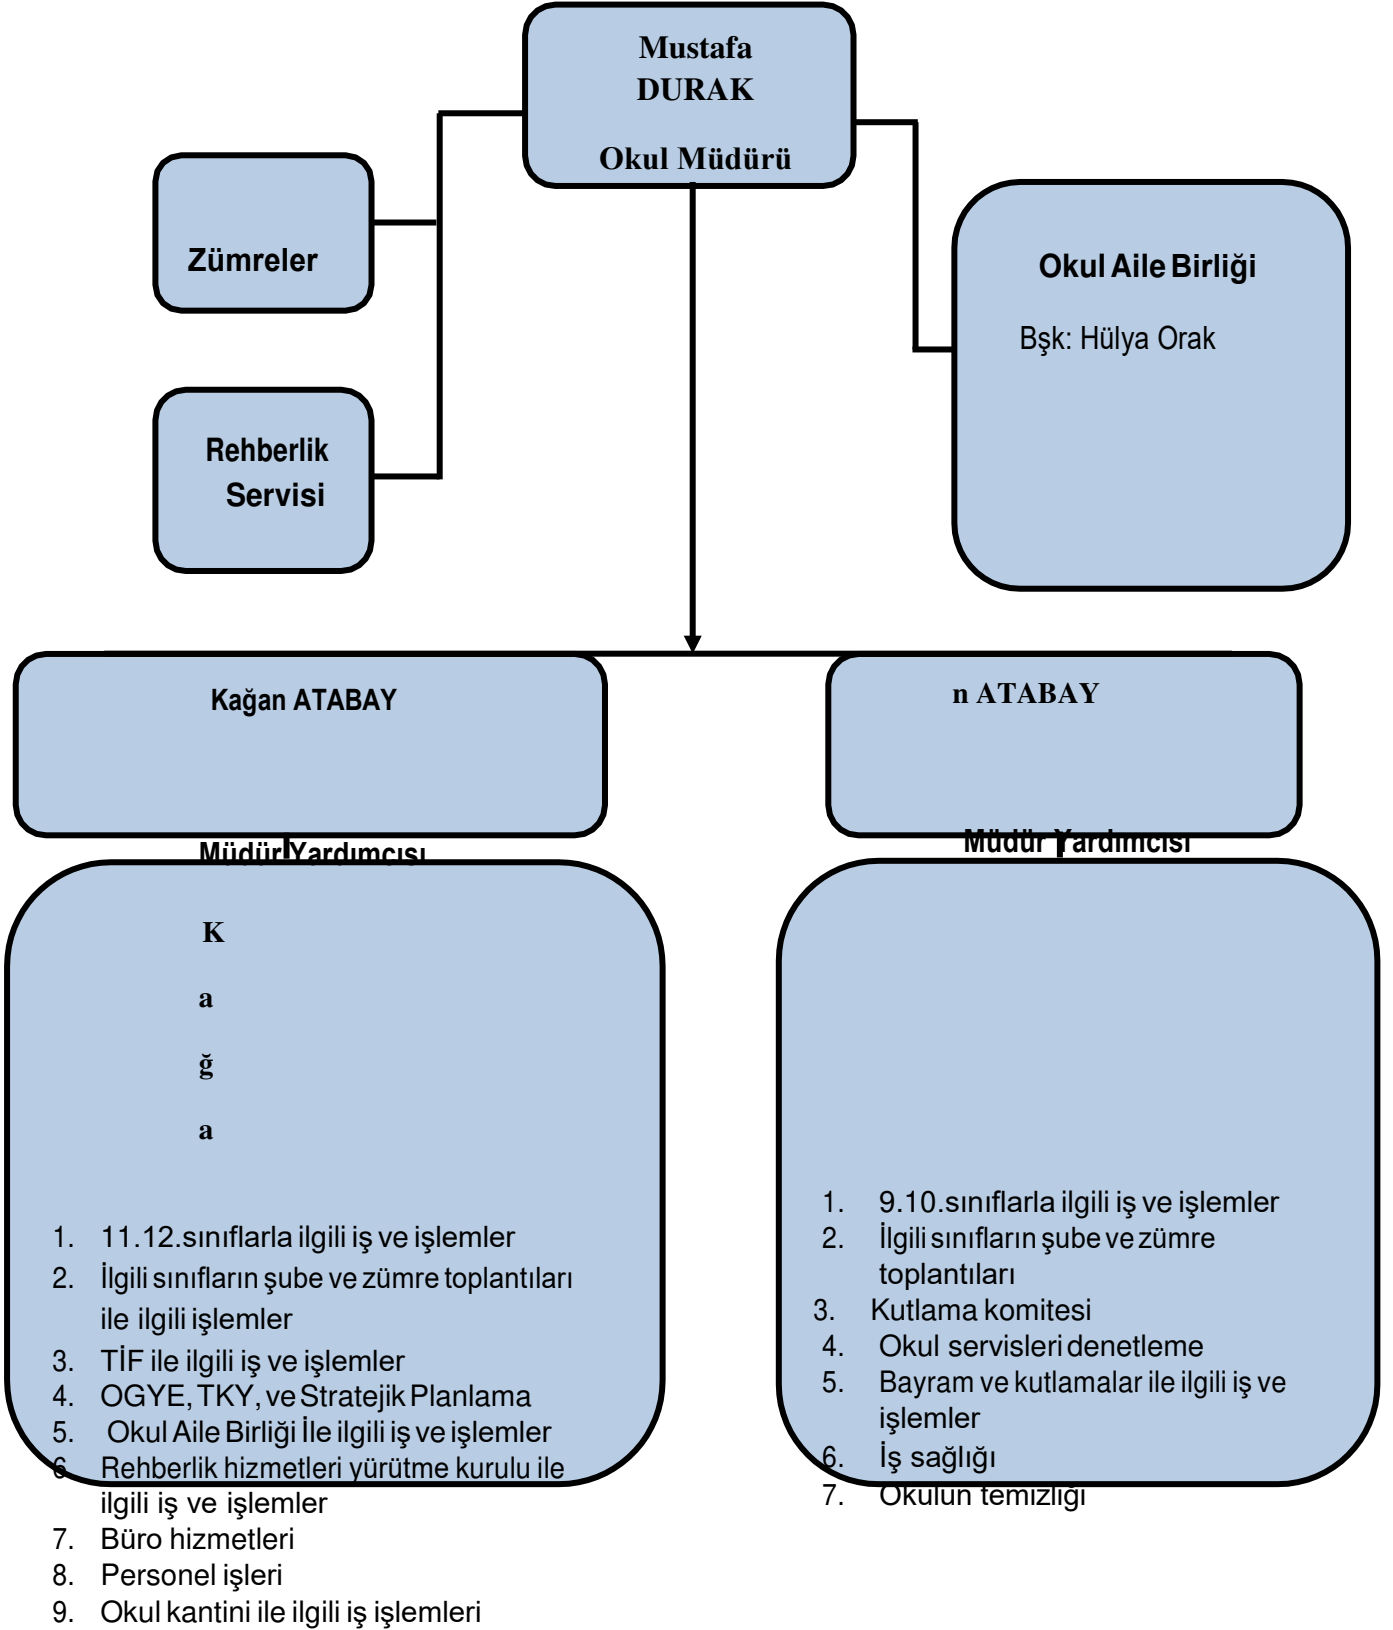 Mustafa
DURAK
Okul Müdürü
Zümreler
Okul Aile Birliği
Bşk: Hülya Orak
Rehberlik
Servisi
Kağan ATABAY
n ATABAY
Müdür Yardımcısı
Müdür Yardımcısı
K
a
ğ
a
1. 11.12.sınıflarla ilgili iş ve işlemler
2. İlgili sınıfların şube ve zümre toplantıları
ile ilgili işlemler
3. TİF ile ilgili iş ve işlemler
4. OGYE, TKY, ve Stratejik Planlama
5. Okul Aile Birliği İle ilgili iş ve işlemler
6. Rehberlik hizmetleri yürütme kurulu ile
ilgili iş ve işlemler
7. Büro hizmetleri
8. Personel işleri
9. Okul kantini ile ilgili iş işlemleri
1. 9.10.sınıflarla ilgili iş ve işlemler
2. İlgili sınıfların şube ve zümre
toplantıları
3. Kutlama komitesi
4. Okul servisleri denetleme
5. Bayram ve kutlamalar ile ilgili iş ve
işlemler
6. İş sağlığı
7. Okulun temizliği